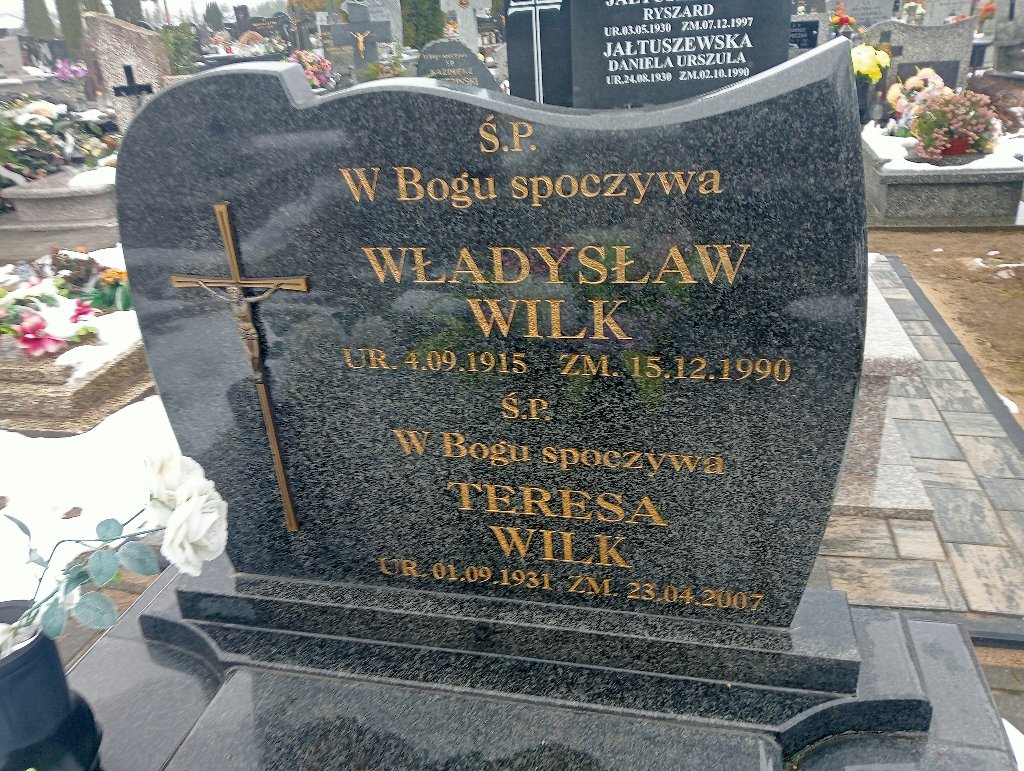 RYSZARD
UR.03.05.1930 ZM.07.12.1997
JAŁTUSZEWSKA
DANIELA URSZULA
UR.24.08.1930 ZM.02.10.1990
KAZIMIERZ
Ś.P.
W Bogu spoczywa
WŁADYSŁAW
WILK
UR. 4.09.1915 ZM. 15.12.1990
Ś.P.
W Bogu spoczywa
TERESA
WILK
UR. 01.09.1931 ZM. 23.04.2007